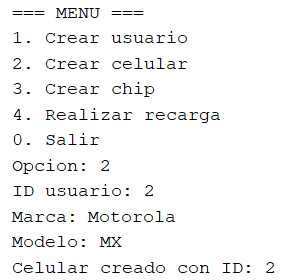 === MENU ===
1. Crear usuario
2. Crear celular
3. Crear chip
4. Realizar recarga
0. Salir
Opcion: 2
ID usuario: 2
Marca: Motorola
Modelo: MX
Celular creado con ID: 2